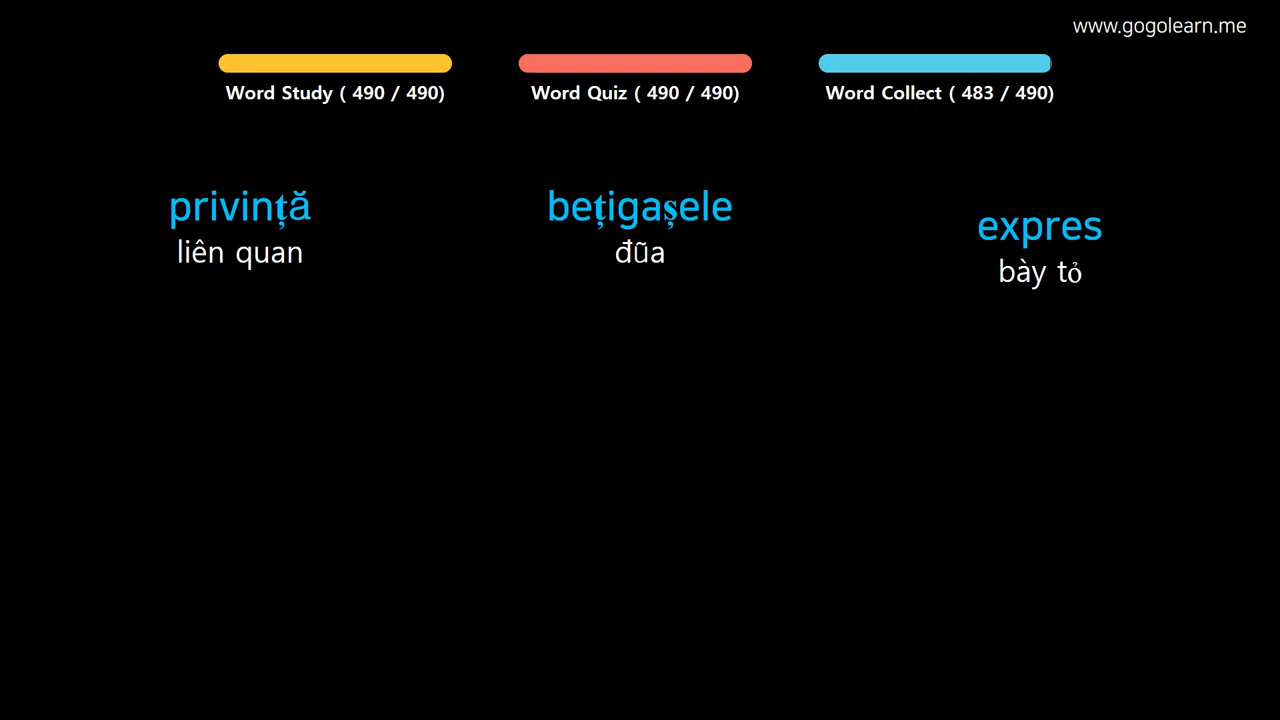 www.gogolearn.me
Word Study ( 490 / 490)
Word Quiz ( 490 / 490)
Word Collect ( 483 / 490)
privință
liên quan
bețigașele
đũa
expres
bày tỏ